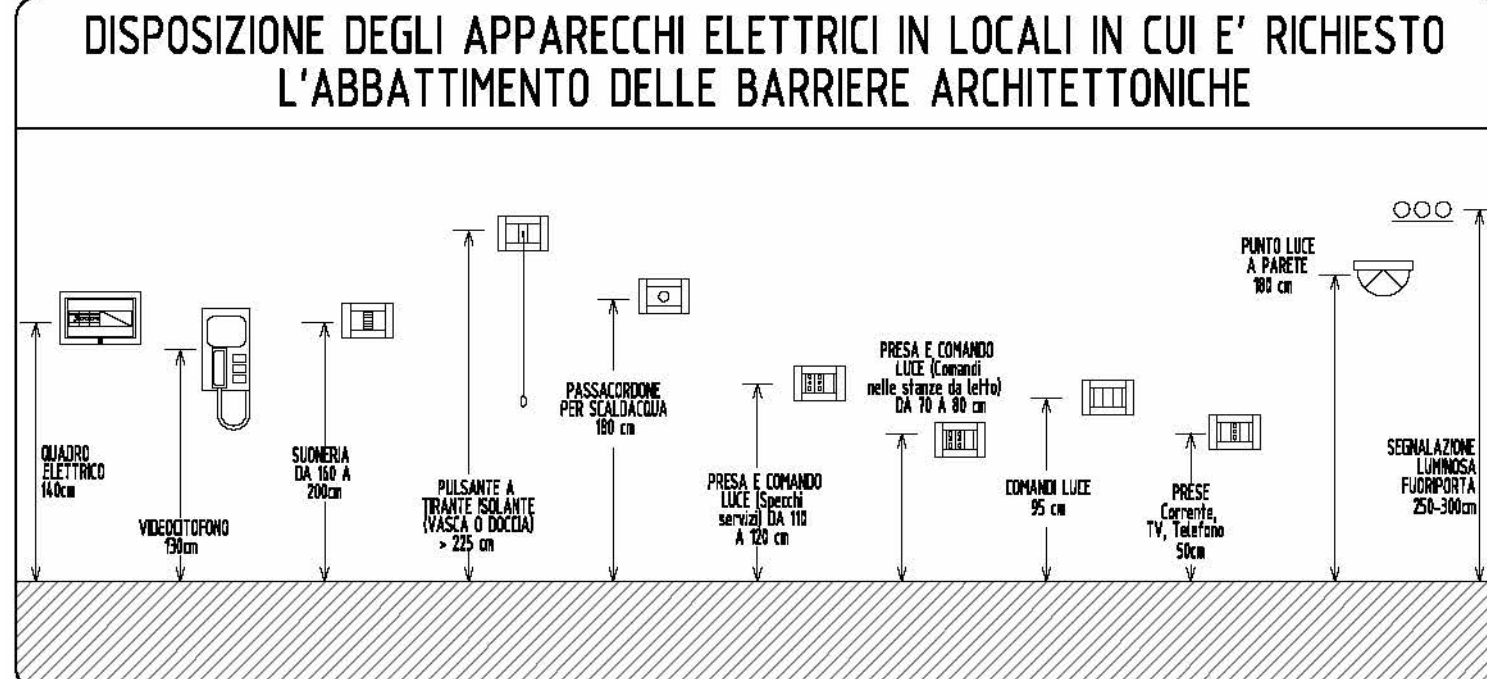 DISPOSIZIONE DEGLI APPARECCHI ELETTRICI IN LOCALI IN CUI E' RICHIESTO
L'ABBATTIMENTO DELLE BARRIERE ARCHITETTONICHE
QUADRO
ELETTRICO
140cm
VIDEOCITOFONO
130cm
SUONERIA
DA 160 A
200cm
PULSANTE A
TIRANTE ISOLANTE
(VASCA O DOCCIA)
> 225 cm
PASSACORDONE
PER SCALDACQUA
180 cm
PRESA E COMANDO
LUCE (Specchi
servizi) DA 110
A 120 cm
PRESA E COMANDO
LUCE (Comandi
nelle stanze da letto)
DA 70 A 80 cm
COMANDI LUCE
95 cm
PRESE
Corrente,
TV, Telefono
50cm
PUNTO LUCE
A PARETE
180 cm
SEGNALAZIONE
LUMINOSA
FUORIPORTA
250-300cm